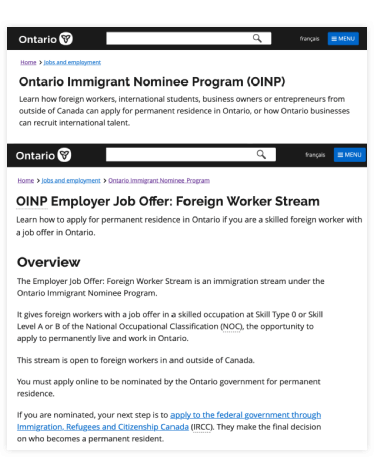 Ontario
français
≡ MENU
Home > Jobs and employment
Ontario Immigrant Nominee Program (OINP)
Learn how foreign workers, international students, business owners or entrepreneurs from
outside of Canada can apply for permanent residence in Ontario, or how Ontario businesses
can recruit international talent.
Ontario
français
≡ MENU
Home > Jobs and employment > Ontario Immigrant Nominee Program
OINP Employer Job Offer: Foreign Worker Stream
Learn how to apply for permanent residence in Ontario if you are a skilled foreign worker with
a job offer in Ontario.
Overview
The Employer Job Offer: Foreign Worker Stream is an immigration stream under the
Ontario Immigrant Nominee Program.
It gives foreign workers with a job offer in a skilled occupation at Skill Type 0 or Skill
Level A or B of the National Occupational Classification (NOC), the opportunity to
apply to permanently live and work in Ontario.
This stream is open to foreign workers in and outside of Canada.
You must apply online to be nominated by the Ontario government for permanent
residence.
If you are nominated, your next step is to apply to the federal government through
Immigration, Refugees and Citizenship Canada (IRCC). They make the final decision
on who becomes a permanent resident.